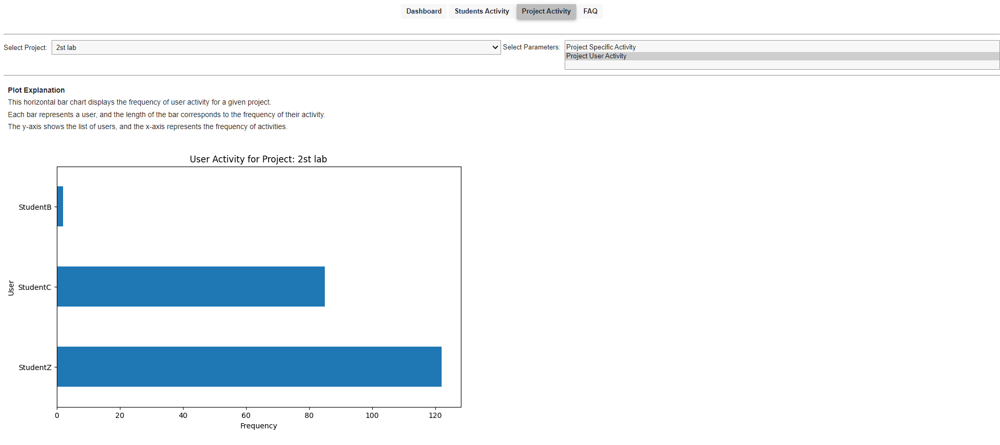 Dashboard Students Activity Project Activity FAQ
Select Project: 2st lab Select Parameters: Project Specific Activity
Project User Activity
Plot Explanation
This horizontal bar chart displays the frequency of user activity for a given project.
Each bar represents a user, and the length of the bar corresponds to the frequency of their activity.
The y-axis shows the list of users, and the x-axis represents the frequency of activities.
User Activity for Project: 2st lab
StudentB
User
StudentC
StudentZ
0 20 40 60 80 100 120
Frequency